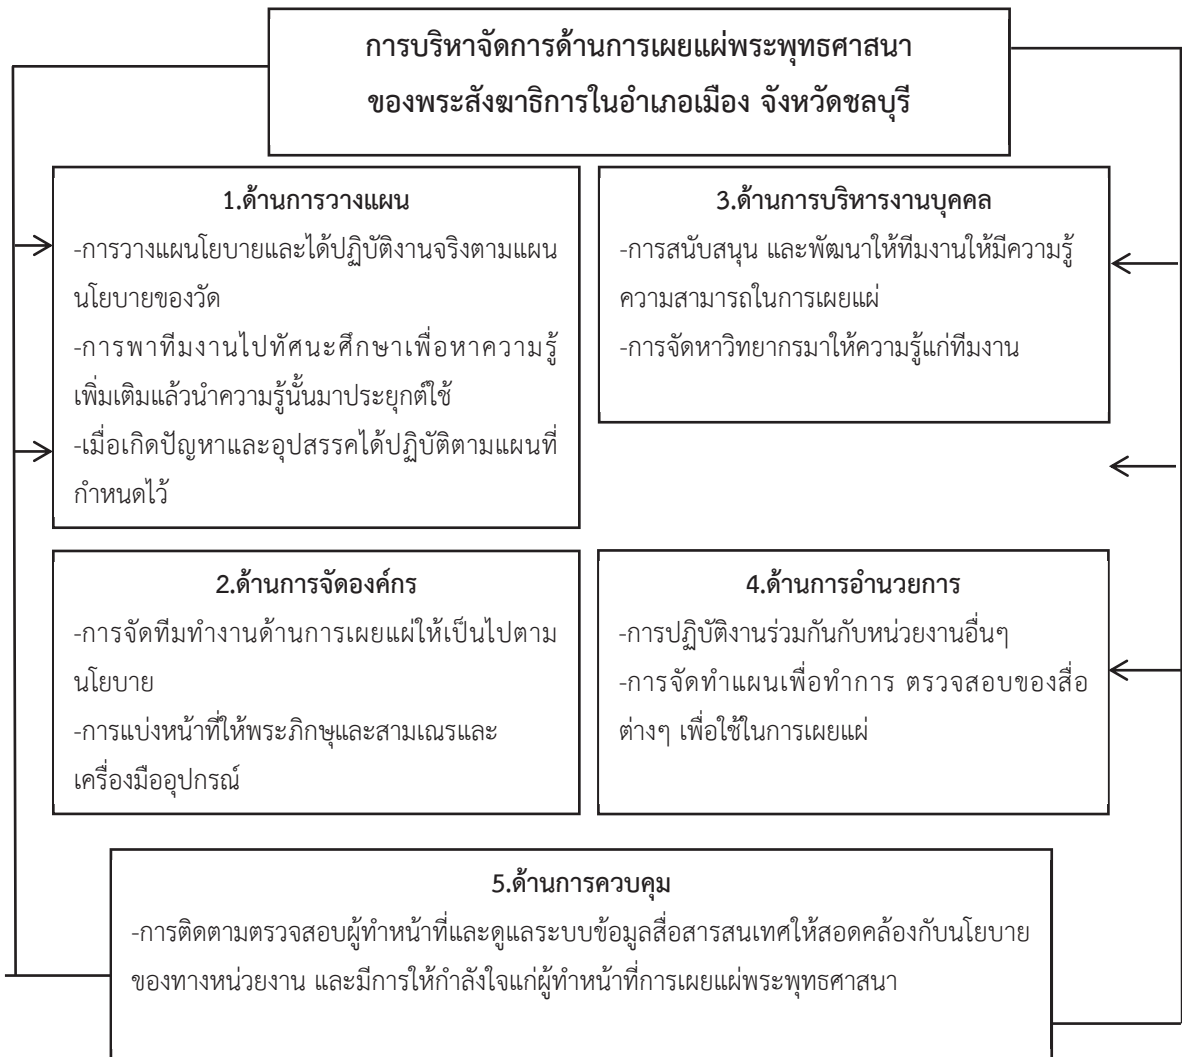 การบริหาจัดการด้านการเผยแผ่พระพุทธศาสนา
ของพระสังฆาธิการในอำเภอเมือง จังหวัดชลบุรี
1.ด้านการวางแผน
-การวางแผนโยบายและได้ปฏิบัติงานจริงตามแผน
นโยบายของวัด
-การพาทีมงานไปทัศนะศึกษาเพื่อหาความรู้
เพิ่มเติมแล้วนำความรู้นั้นมาประยุกต์ใช้
-เมื่อเกิดปัญหาและอุปสรรคได้ปฏิบัติตามแผนที่
กำหนดไว้
2.ด้านการจัดองค์กร
-การจัดทีมทำงานด้านการเผยแผ่ให้เป็นไปตาม
นโยบาย
-การแบ่งหน้าที่ให้พระภิกษุและสามเณรและ
เครื่องมืออุปกรณ์
3.ด้านการบริหารงานบุคคล
-การสนับสนุน และพัฒนาให้ทีมงานให้มีความรู้
ความสามารถในการเผยแผ่
-การจัดหาวิทยากรมาให้ความรู้แก่ทีมงาน
4.ด้านการอำนวยการ
-การปฏิบัติงานร่วมกันกับหน่วยงานอื่นๆ
-การจัดทำแผนเพื่อทำการ ตรวจสอบของสื่อ
ต่างๆ เพื่อใช้ในการเผยแผ่
5.ด้านการควบคุม
-การติดตามตรวจสอบผู้ทำหน้าที่และดูแลระบบข้อมูลสื่อสารสนเทศให้สอดคล้องกับนโยบาย
ของทางหน่วยงาน และมีการให้กำลังใจแก่ผู้ทำหน้าที่การเผยแผ่พระพุทธศาสนา